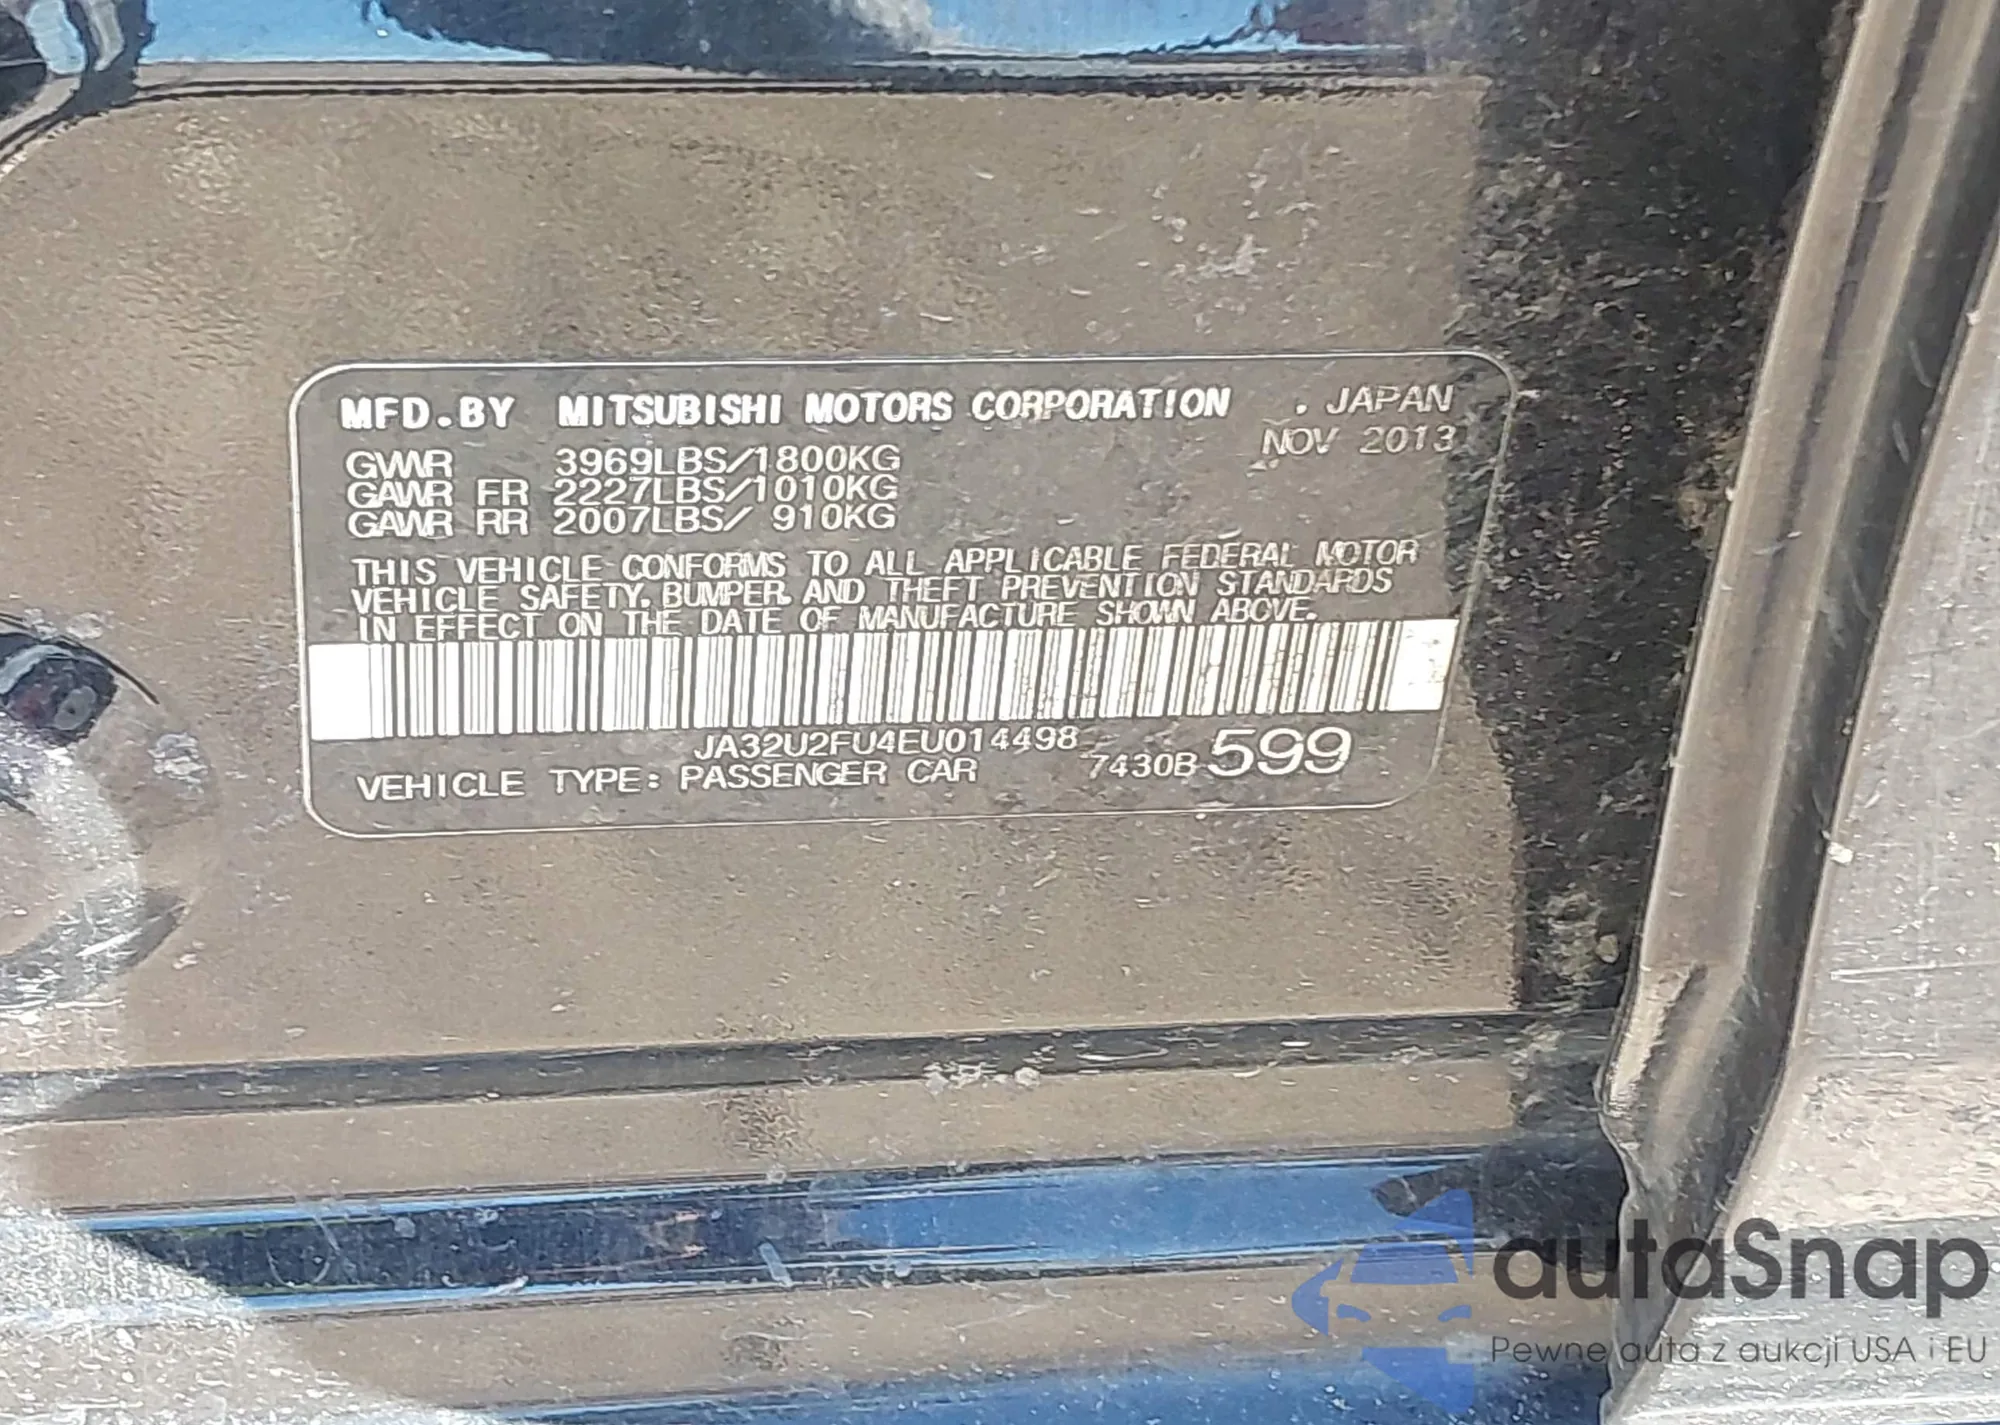 MFD.BY MITSUBISHI MOTORS CORPORATION . JAPAN
NOV 2013
GVWR 3969LBS/1800KG
GAWR FR 2227LBS/1010KG
GAWR RR 2007LBS/ 910KG
THIS VEHICLE CONFORMS TO ALL APPLICABLE FEDERAL MOTOR
VEHICLE SAFETY, BUMPER, AND THEFT PREVENTION STANDARDS
IN EFFECT ON THE DATE OF MANUFACTURE SHOWN ABOVE.
JA32U2FU4EU014498
VEHICLE TYPE: PASSENGER CAR 7430B 599
autaSnap
Pewne auta z aukcji USA i EU